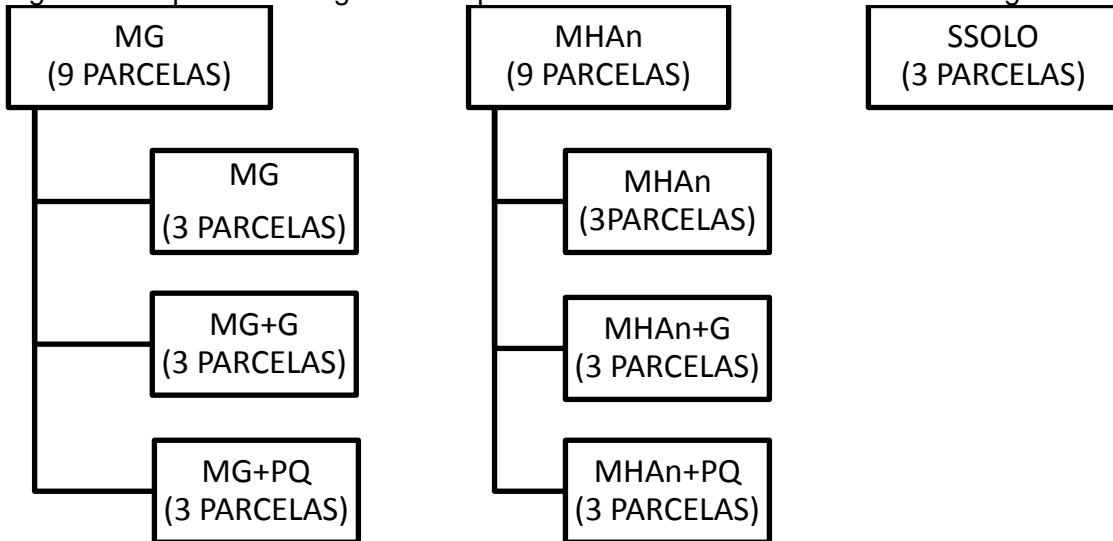 MG
(9 PARCELAS)
MG
(3 PARCELAS)
MG+G
(3 PARCELAS)
MG+PQ
(3 PARCELAS)
MHAn
(9 PARCELAS)
MHAn
(3PARCELAS)
MHAn+G
(3 PARCELAS)
MHAn+PQ
(3 PARCELAS)
SSOLO
(3 PARCELAS)